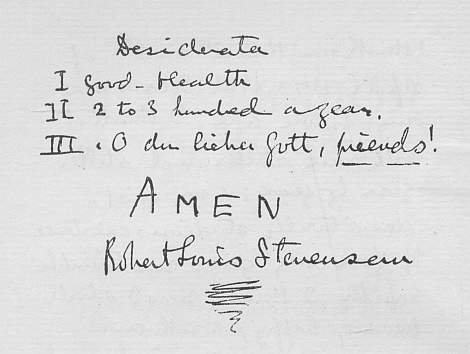 Desiderata
I good-Health
II 2 to 3 hundred a year.
III . O du lieber Gott, friends!
AMEN
Robert Louis Stevenson